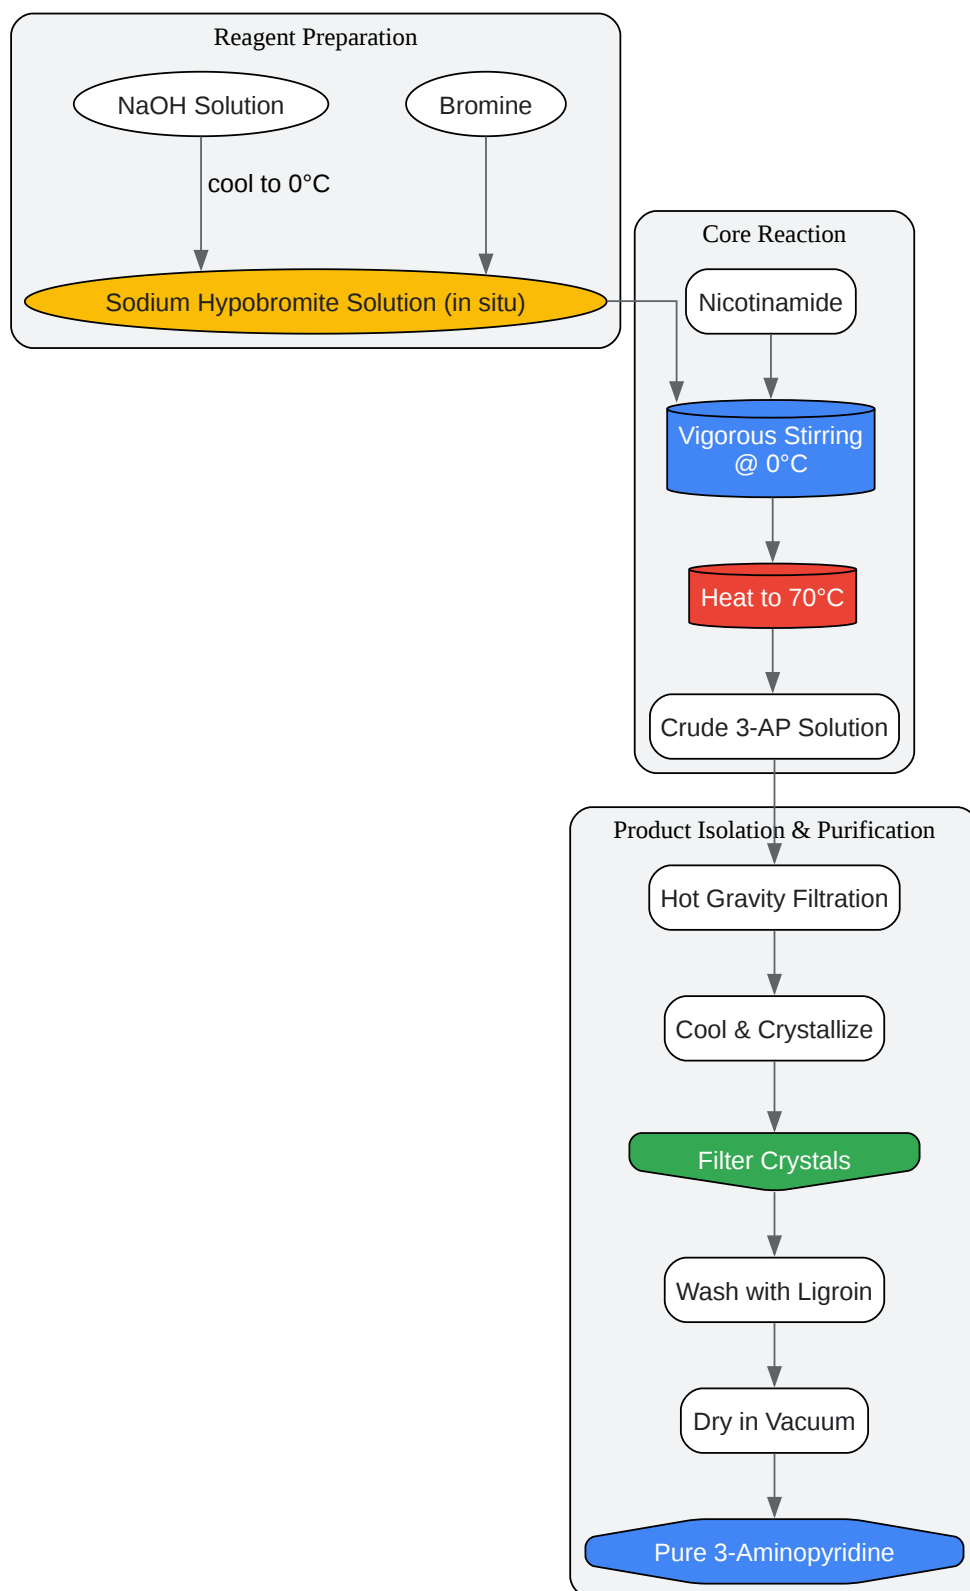 Reagent Preparation
NaOH Solution
Bromine
cool to 0°C
Sodium Hypobromite Solution (in situ)
Core Reaction
Nicotinamide
Vigorous Stirring
@ 0°C
Heat to 70°C
Crude 3-AP Solution
Product Isolation & Purification
Hot Gravity Filtration
Cool & Crystallize
Filter Crystals
Wash with Ligroin
Dry in Vacuum
Pure 3-Aminopyridine